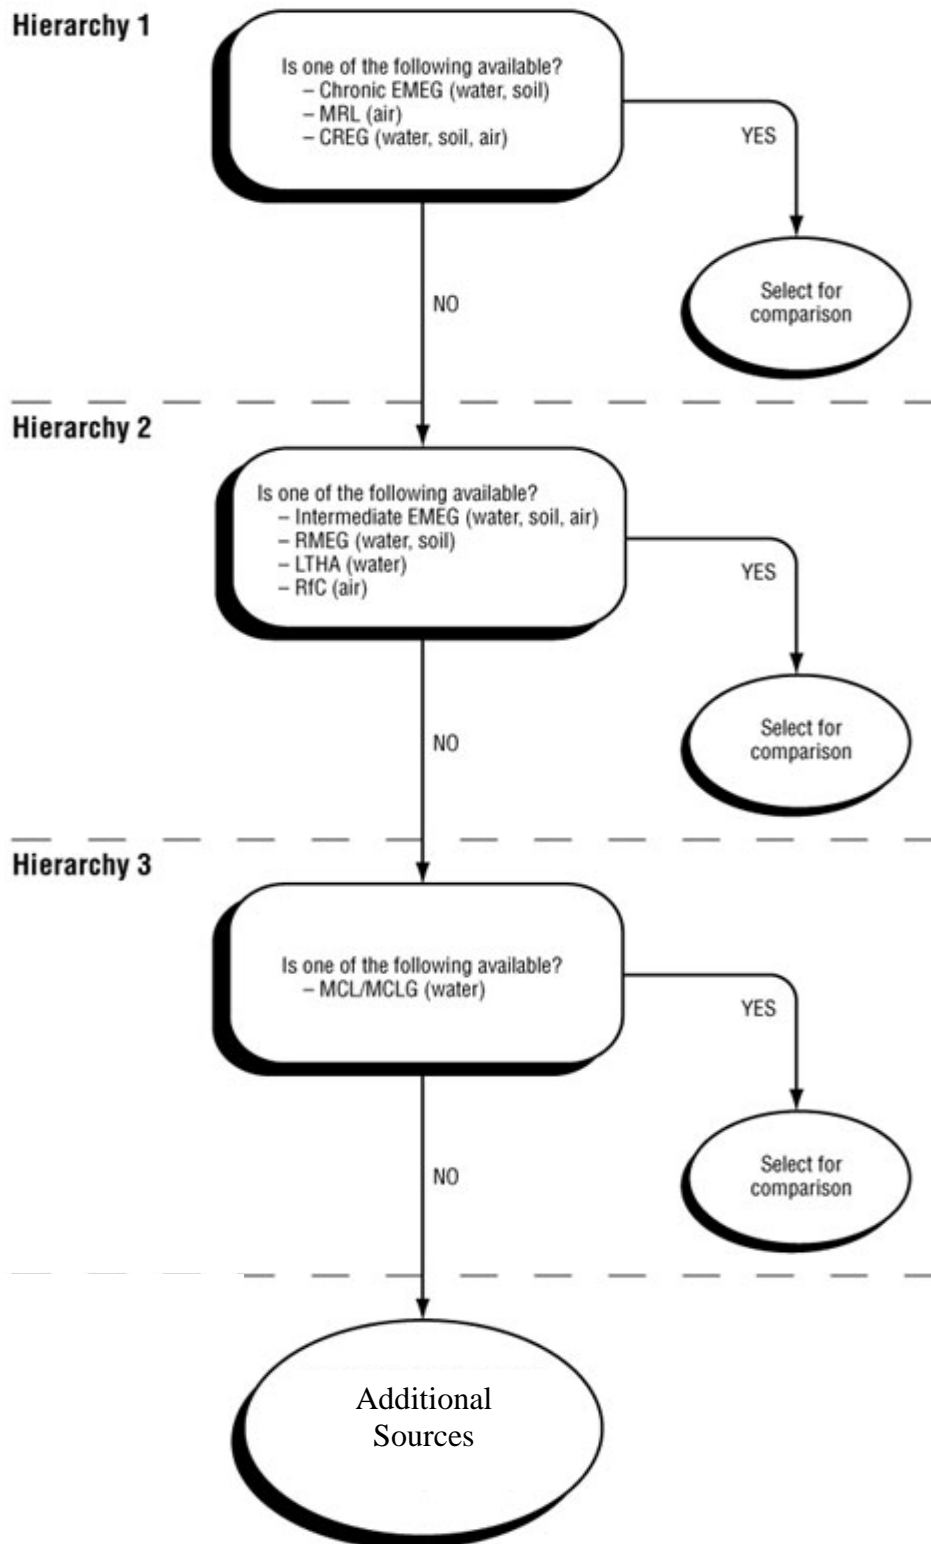 Hierarchy 1
Is one of the following available?
– Chronic EMEG (water, soil)
– MRL (air)
– CREG (water, soil, air)
YES
Select for
comparison
NO
Hierarchy 2
Is one of the following available?
– Intermediate EMEG (water, soil, air)
– RMEG (water, soil)
– LTHA (water)
– RfC (air)
YES
Select for
comparison
NO
Hierarchy 3
Is one of the following available?
– MCL/MCLG (water)
YES
Select for
comparison
NO
Additional
Sources